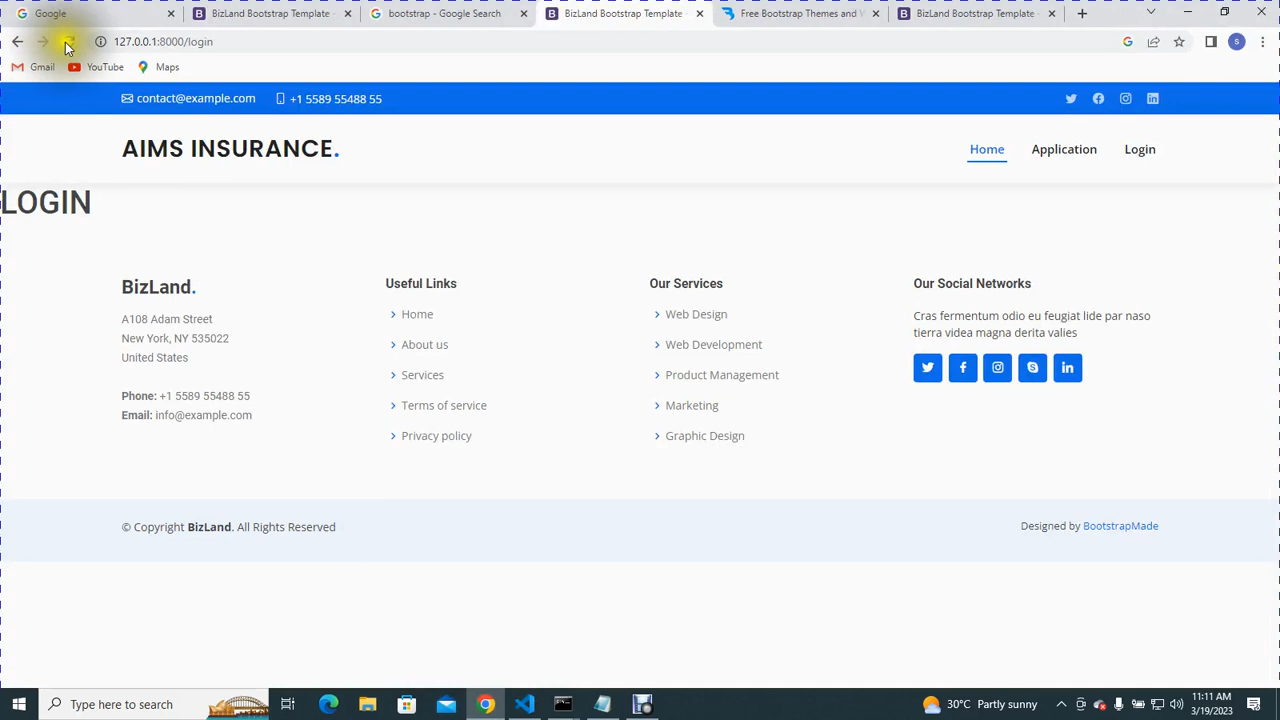 Google
BizLand Bootstrap Template -
bootstrap - Google Search
BizLand Bootstrap Template -
Free Bootstrap Themes and W
BizLand Bootstrap Template -
127.0.0.1:8000/login
G
S
Gmail
YouTube
Maps
contact@example.com
+1 5589 55488 55
AIMS INSURANCE.
Home
Application
Login
LOGIN
BizLand.
A108 Adam Street
New York, NY 535022
United States
Phone: +1 5589 55488 55
Email: info@example.com
Useful Links
Home
About us
Services
Terms of service
Privacy policy
Our Services
Web Design
Web Development
Product Management
Marketing
Graphic Design
Our Social Networks
Cras fermentum odio eu feugiat lide par naso
tierra videa magna derita valies
© Copyright BizLand. All Rights Reserved
Designed by BootstrapMade
Type here to search
30°C Partly sunny
11:11 AM
3/19/2023